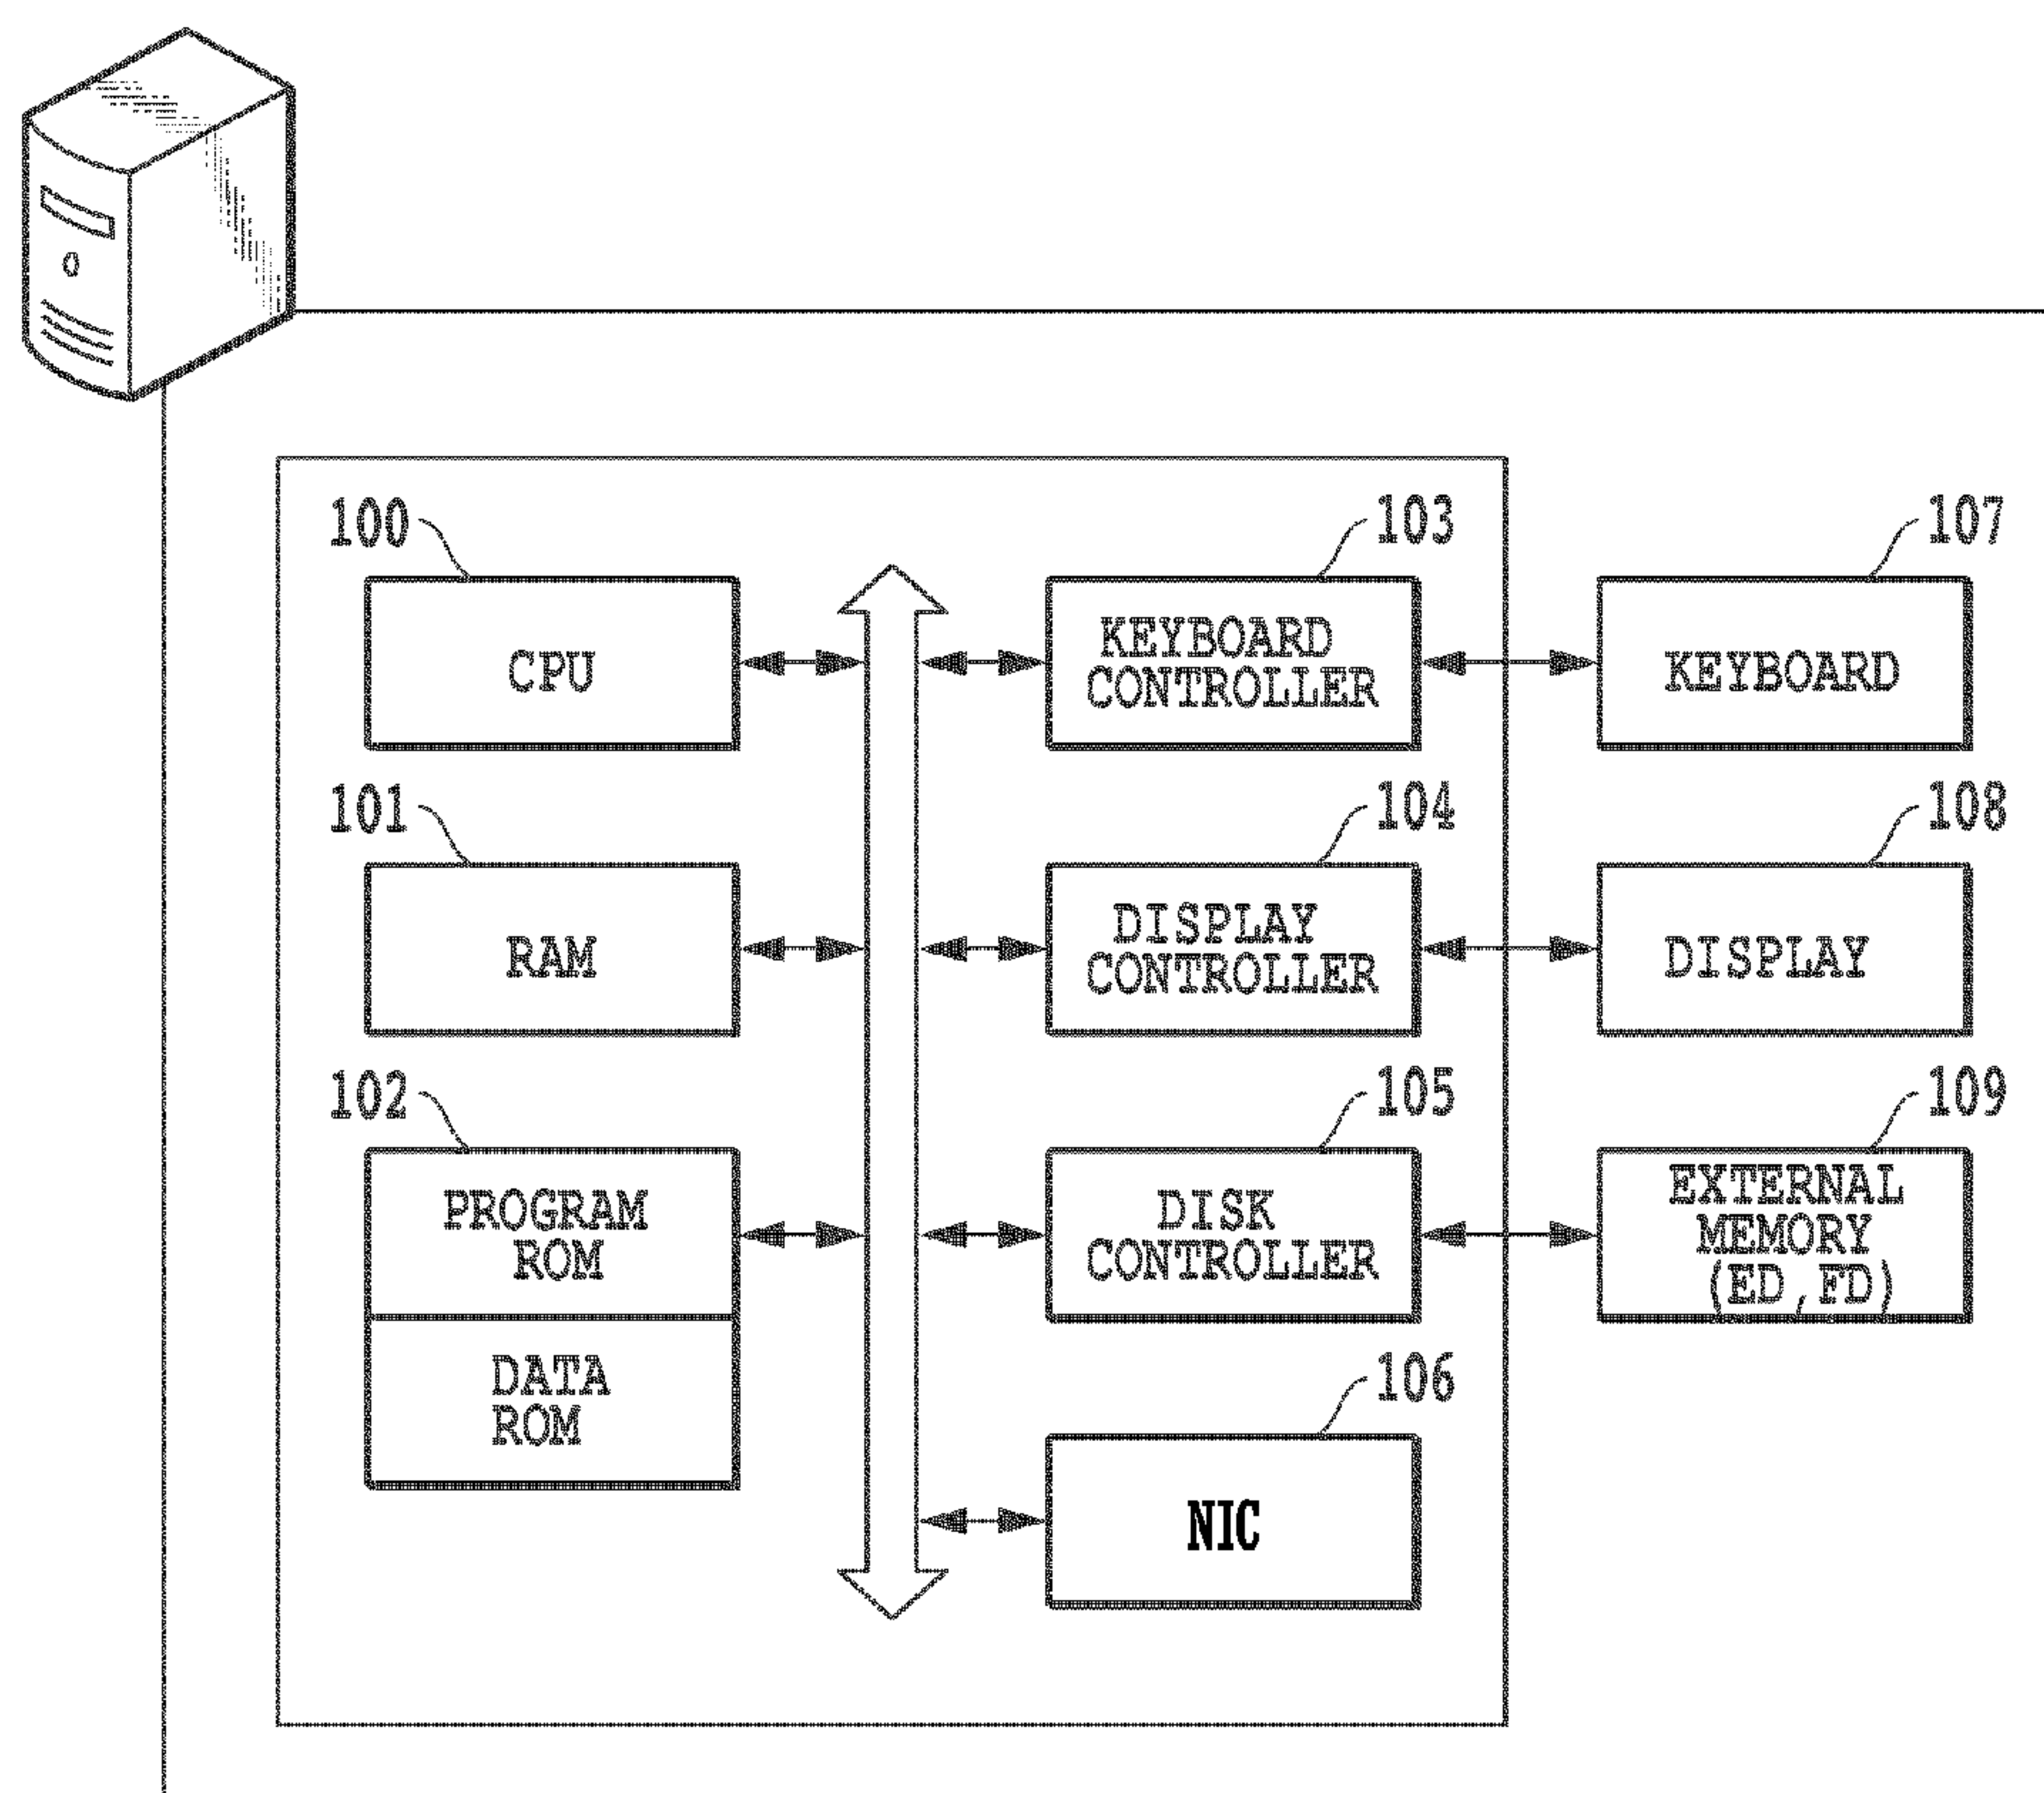 100
CPU
101
RAM
102
PROGRAM
ROM
DATA
ROM
103
KEYBOARD
CONTROLLER
104
DISPLAY
CONTROLLER
105
DISK
CONTROLLER
106
NIC
107
KEYBOARD
108
DISPLAY
109
EXTERNAL
MEMORY
(ED,FD)